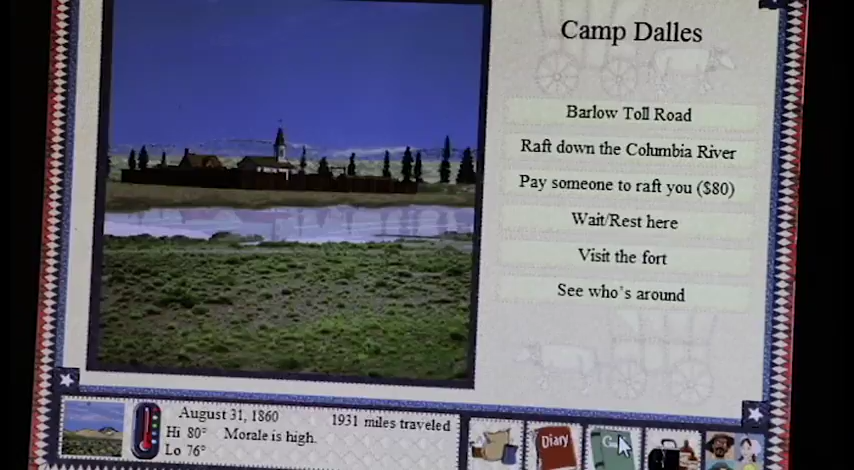 Camp Dalles
Barlow Toll Road
Raft down the Columbia River
Pay someone to raft you ($80)
Wait/Rest here
Visit the fort
See who's around
August 31, 1860
1931 miles traveled
Hi 80° Morale is high.
Lo 76°
Diary